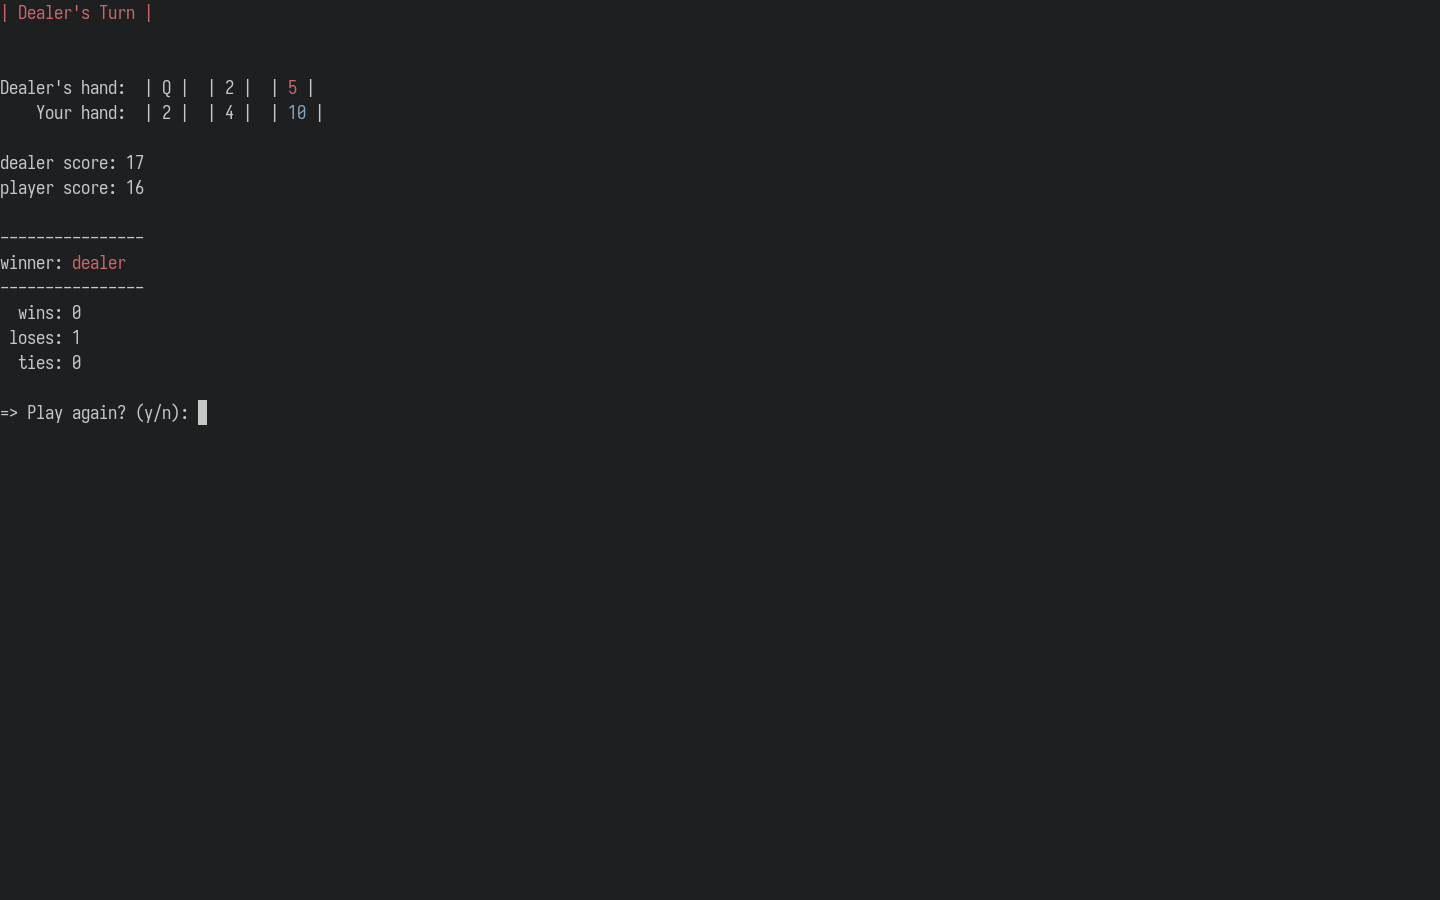 | Dealer's Turn |
Dealer's hand:  | Q |  | 2 |  | 5 |
    Your hand:  | 2 |  | 4 |  | 10 |
dealer score: 17
player score: 16
----------------
winner: dealer
----------------
  wins: 0
 loses: 1
  ties: 0
=> Play again? (y/n):